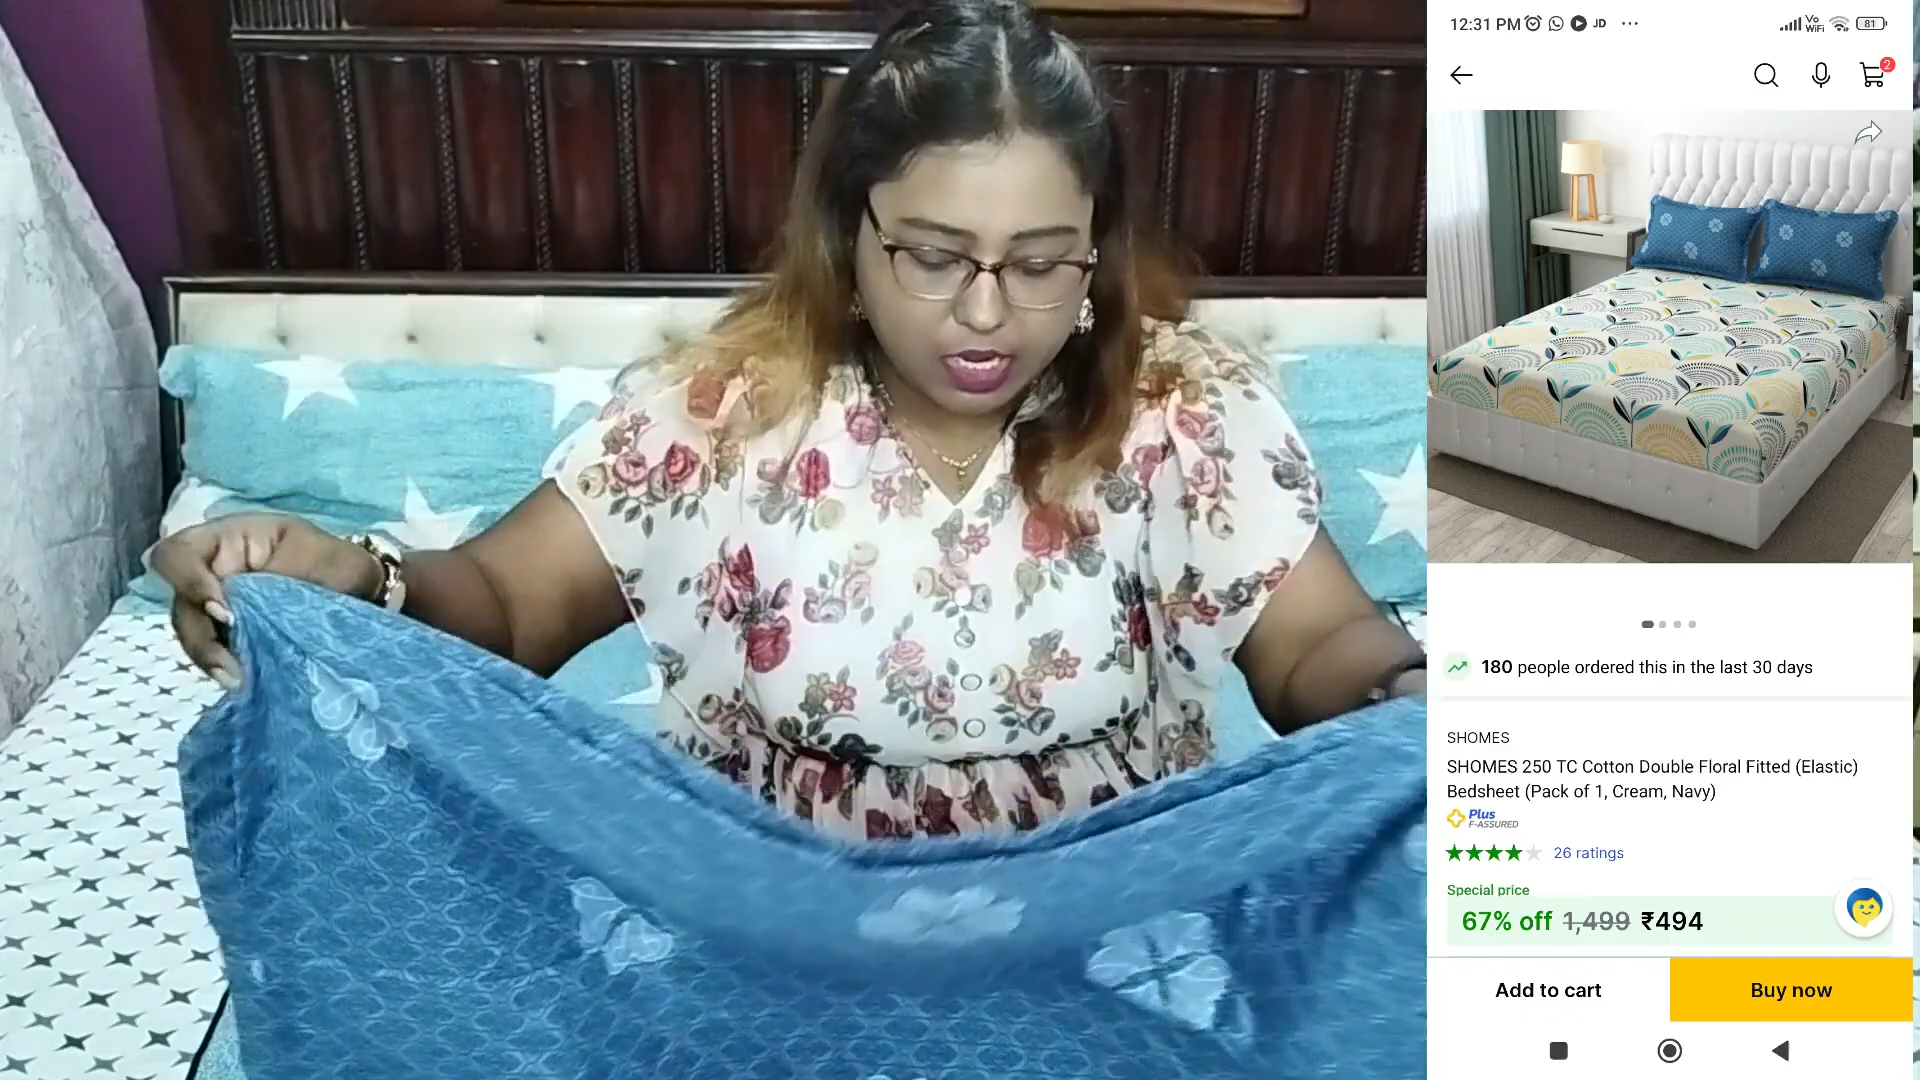 12:31 PM JD ...
Vo
WiFi
81
2
180 people ordered this in the last 30 days
SHOMES
SHOMES 250 TC Cotton Double Floral Fitted (Elastic)
Bedsheet (Pack of 1, Cream, Navy)
Plus
F-ASSURED
26 ratings
Special price
67% off 1,499 ₹494
Add to cart
Buy now